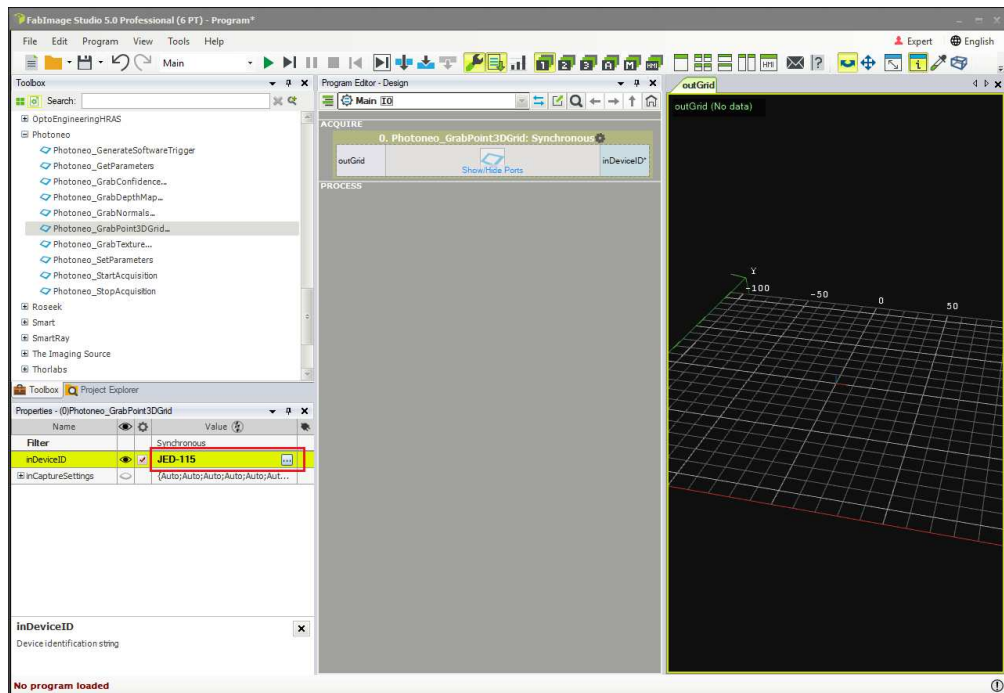 FabImage Studio 5.0 Professional (6 PT) - Program*
File Edit Program View Tools Help
Expert English
Main
Toolbox
Search:
OptoEngineeringHRAS
Photoneo
Photoneo_GenerateSoftwareTrigger
Photoneo_GetParameters
Photoneo_GrabConfidence...
Photoneo_GrabDepthMap...
Photoneo_GrabNormals...
Photoneo_GrabPoint3DGrid...
Photoneo_GrabTexture...
Photoneo_SetParameters
Photoneo_StartAcquisition
Photoneo_StopAcquisition
Roseek
Smart
SmartRay
The Imaging Source
Thorlabs
Toolbox Project Explorer
Properties - (0)Photoneo_GrabPoint3DGrid
Name Value
Filter Synchronous
inDeviceID JED-115
inCaptureSettings {Auto;Auto;Auto;Auto;Auto;Aut...
inDeviceID
Device identification string
No program loaded
Program Editor - Design
Main IO
ACQUIRE
0. Photoneo_GrabPoint3DGrid: Synchronous
outGrid inDeviceID*
Show/Hide Ports
PROCESS
outGrid
outGrid (No data)
Y
-100 -50 0 50